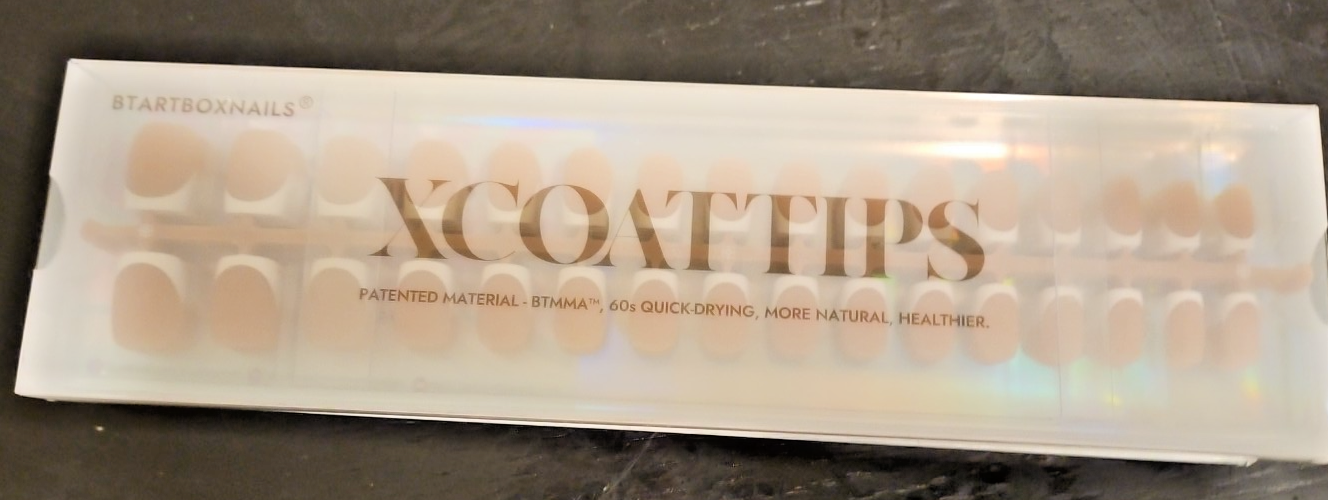 BTARTBOXNAILS®
XCOATTIPS
PATENTED MATERIAL - BTMMA™, 60s QUICK-DRYING, MORE NATURAL, HEALTHIER.